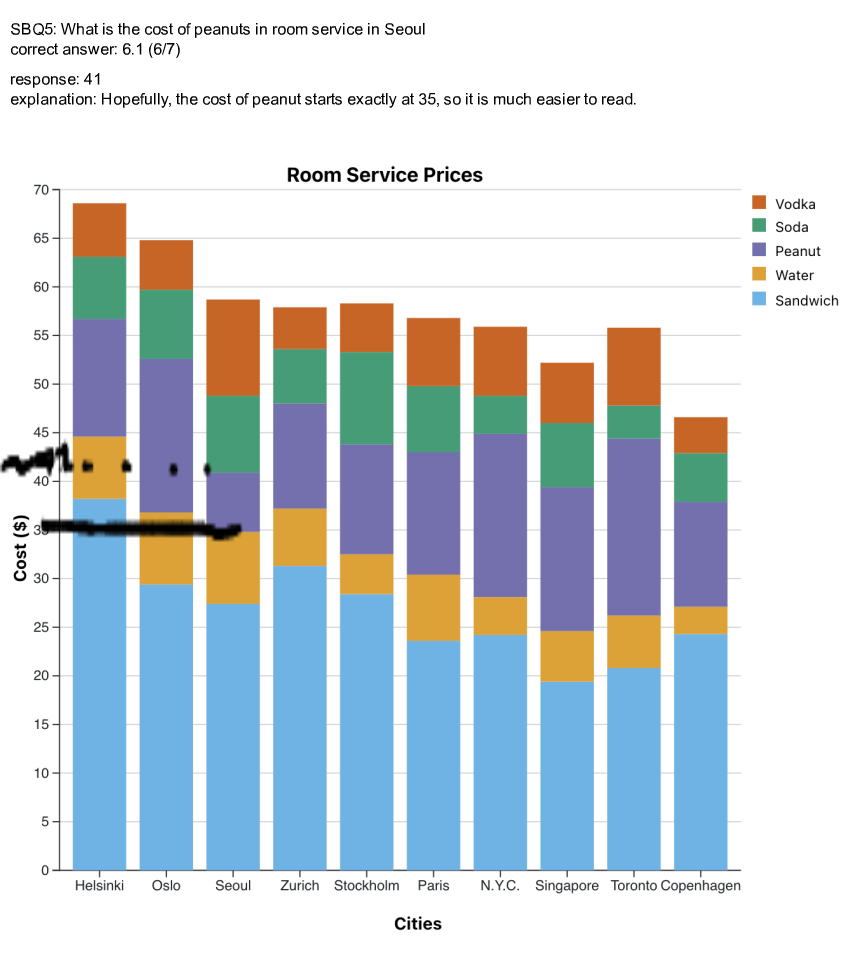 SBQ5: What is the cost of peanuts in room service in Seoul
correct answer: 6.1 (6/7)
response: 41
explanation: Hopefully, the cost of peanut starts exactly at 35, so it is much easier to read.
Room Service Prices
70
65
60
55
50
45
40
35
30
25
20
15
10
5
0
Cost ($)
Vodka
Soda
Peanut
Water
Sandwich
Helsinki Oslo Seoul Zurich Stockholm Paris N.Y.C. Singapore Toronto Copenhagen
Cities